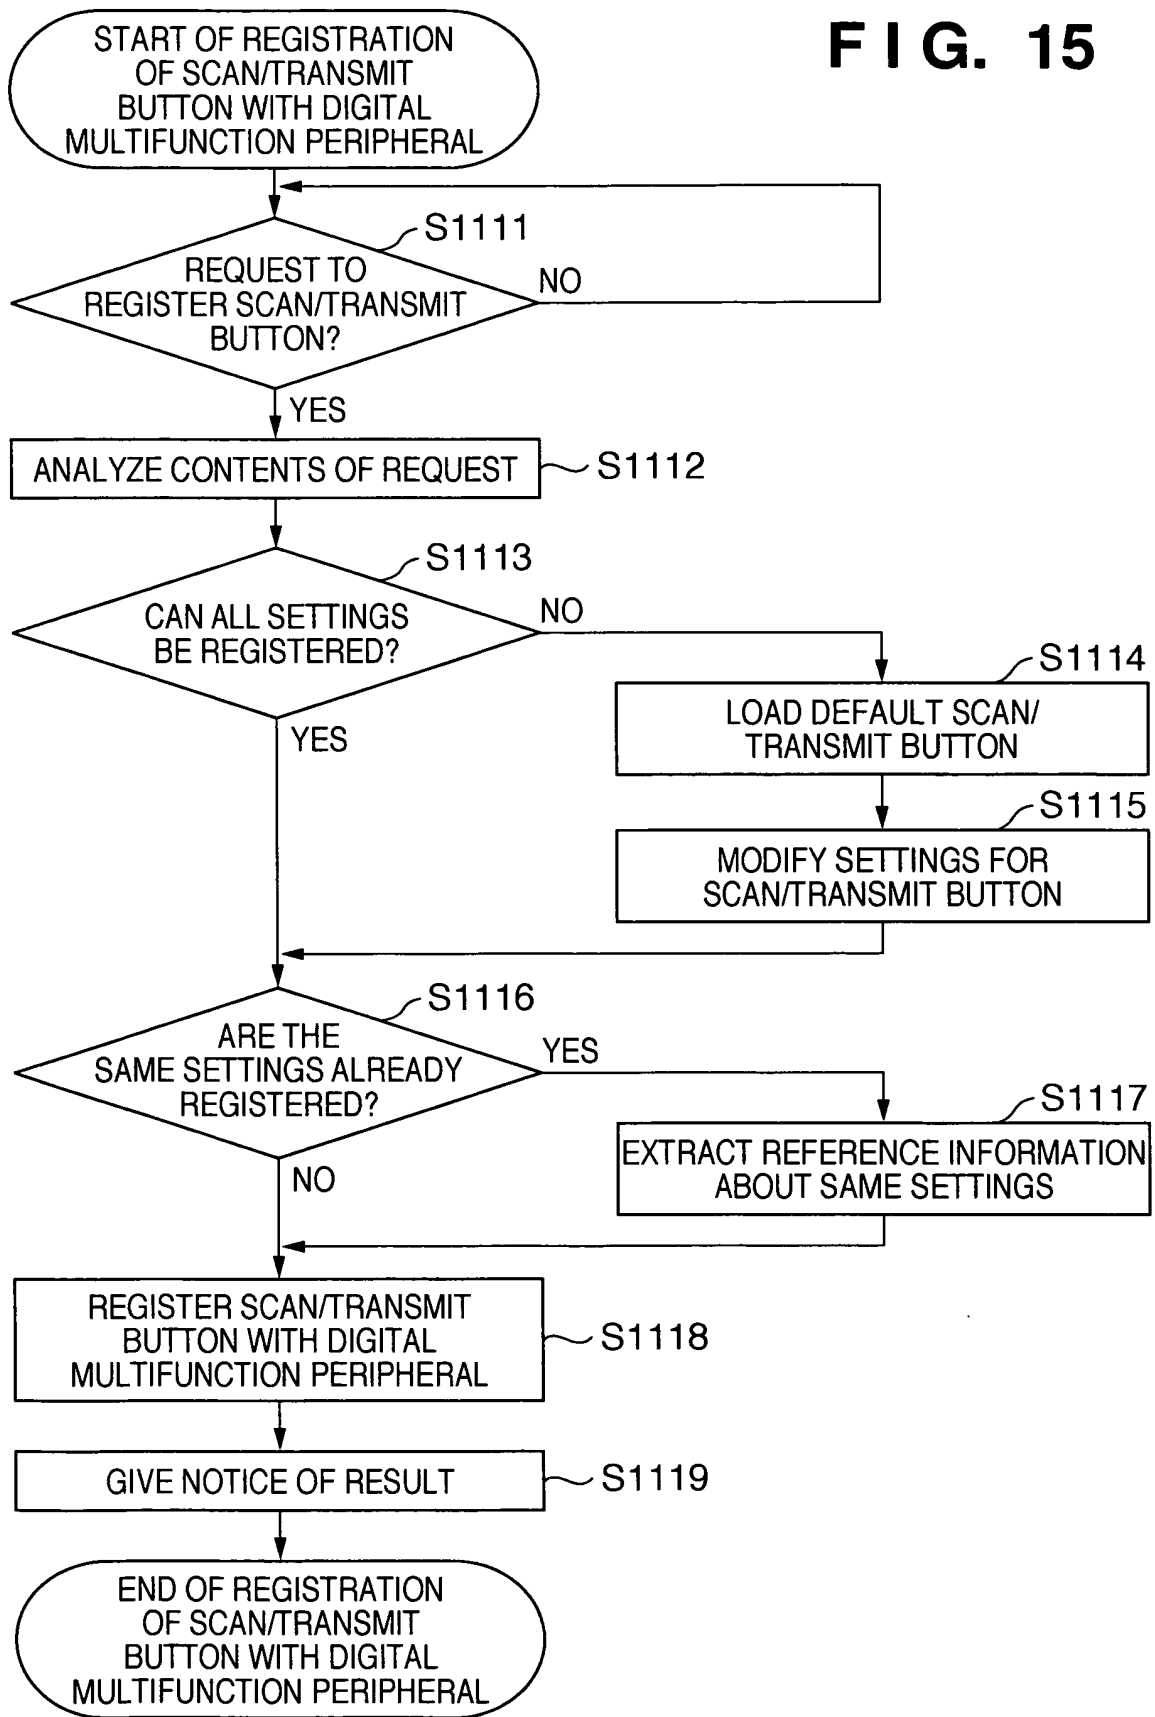 FIG. 15
START OF REGISTRATION
OF SCAN/TRANSMIT
BUTTON WITH DIGITAL
MULTIFUNCTION PERIPHERAL
S1111
REQUEST TO
REGISTER SCAN/TRANSMIT
BUTTON?
NO
YES
ANALYZE CONTENTS OF REQUEST
S1112
S1113
CAN ALL SETTINGS
BE REGISTERED?
NO
YES
S1114
LOAD DEFAULT SCAN/
TRANSMIT BUTTON
S1115
MODIFY SETTINGS FOR
SCAN/TRANSMIT BUTTON
S1116
ARE THE
SAME SETTINGS ALREADY
REGISTERED?
YES
NO
S1117
EXTRACT REFERENCE INFORMATION
ABOUT SAME SETTINGS
REGISTER SCAN/TRANSMIT
BUTTON WITH DIGITAL
MULTIFUNCTION PERIPHERAL
S1118
GIVE NOTICE OF RESULT
S1119
END OF REGISTRATION
OF SCAN/TRANSMIT
BUTTON WITH DIGITAL
MULTIFUNCTION PERIPHERAL